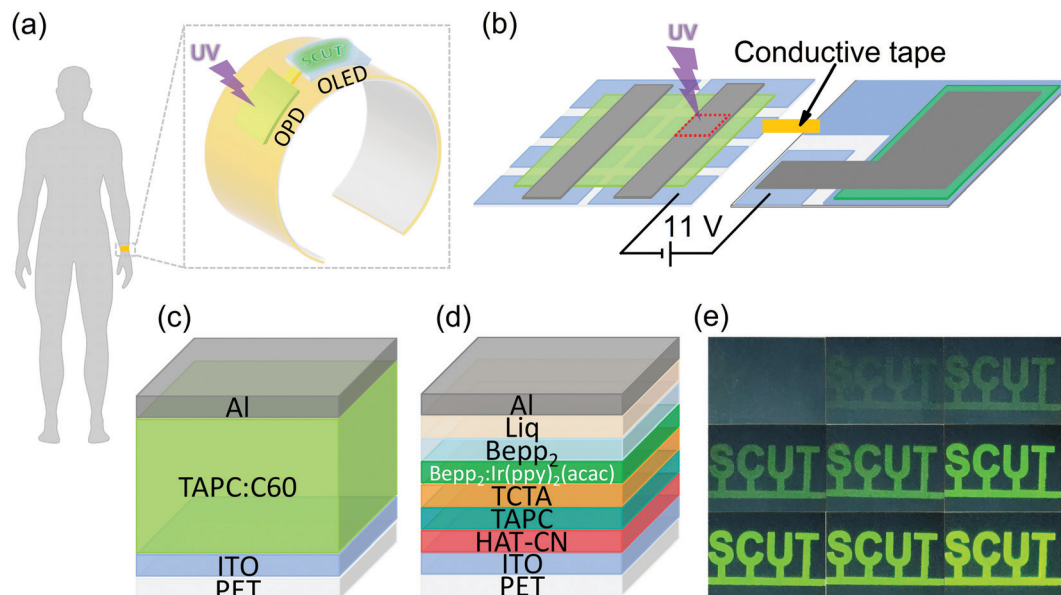 (a)
UV
SCUT
OLED
OPD
(b)
UV
Conductive tape
11 V
(c)
Al
TAPC:C60
ITO
PET
(d)
Al
Liq
Bepp₂
Bepp₂:Ir(ppy)₂(acac)
TCTA
TAPC
HAT-CN
ITO
PET
(e)
SCUT SCUT
SCUT SCUT SCUT
SCUT SCUT SCUT